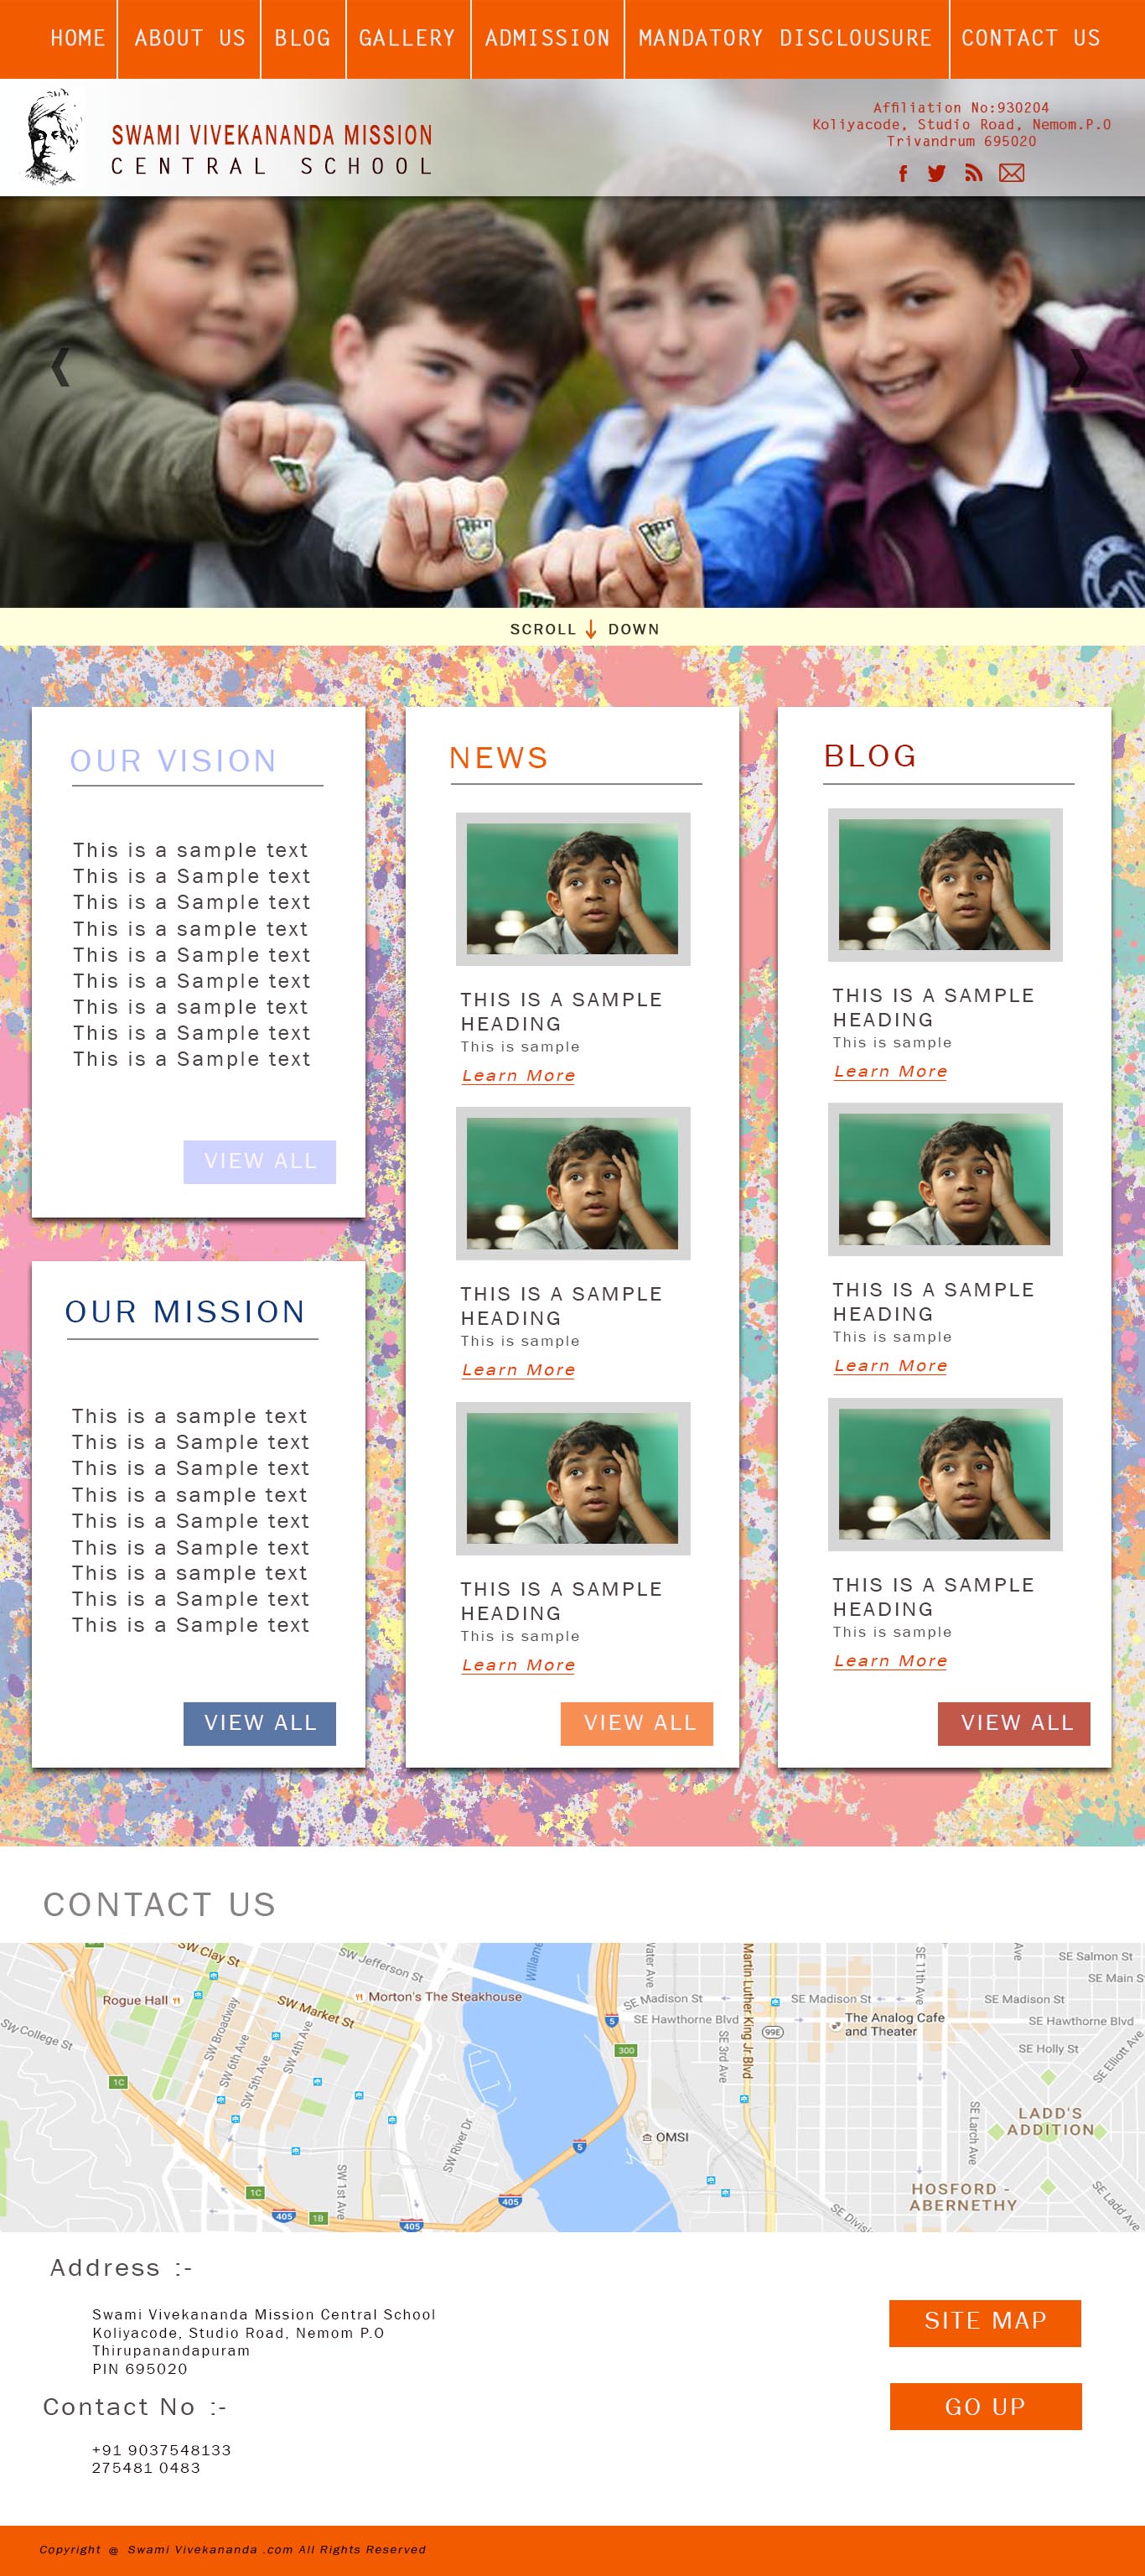 HOME ABOUT US BLOG GALLERY ADMISSION MANDATORY DISCLOUSURE CONTACT US
SWAMI VIVEKANANDA MISSION
CENTRAL SCHOOL
Affiliation No:930204
Koliyacode, Studio Road, Nemom.P.O
Trivandrum 695020
SCROLL DOWN
OUR VISION
This is a sample text
This is a Sample text
This is a Sample text
This is a sample text
This is a Sample text
This is a Sample text
This is a sample text
This is a Sample text
This is a Sample text
VIEW ALL
OUR MISSION
This is a sample text
This is a Sample text
This is a Sample text
This is a sample text
This is a Sample text
This is a Sample text
This is a sample text
This is a Sample text
This is a Sample text
VIEW ALL
NEWS
THIS IS A SAMPLE
HEADING
This is sample
Learn More
THIS IS A SAMPLE
HEADING
This is sample
Learn More
THIS IS A SAMPLE
HEADING
This is sample
Learn More
VIEW ALL
BLOG
THIS IS A SAMPLE
HEADING
This is sample
Learn More
THIS IS A SAMPLE
HEADING
This is sample
Learn More
THIS IS A SAMPLE
HEADING
This is sample
Learn More
VIEW ALL
CONTACT US
SW Clay St
SW Jefferson St
Rogue Hall
SW Market St
Morton's The Steakhouse
SW College St
SW Broadway
SW 6th Ave
SW 5th Ave
SW 4th Ave
SW 1st Ave
SW River Dr
1C
1C
1B
405
405
405
5
5
300
99E
Martin Luther King Jr Blvd
SE Madison St
SE Hawthorne Blvd
SE 3rd Ave
SE Madison St
SE 11th Ave
Ave
SE Salmon St
SE Main S
SE Madison St
The Analog Cafe
and Theater
SE Hawthorne Blvd
SE Holly St
SE Elliott Ave
OMSI
SE Larch Ave
LADD'S
ADDITION
HOSFORD -
ABERNETHY
SE Ladd Ave
SE Divisi
Address :-
Swami Vivekananda Mission Central School
Koliyacode, Studio Road, Nemom P.O
Thirupanandapuram
PIN 695020
SITE MAP
Contact No :-
GO UP
+91 9037548133
275481 0483
Copyright @ Swami Vivekananda .com All Rights Reserved